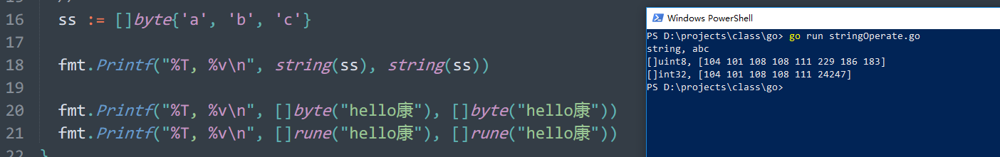 16 ss := []byte{'a', 'b', 'c'}
17
18 fmt.Printf("%T, %v\n", string(ss), string(ss))
19
20 fmt.Printf("%T, %v\n", []byte("hello康"), []byte("hello康"))
21 fmt.Printf("%T, %v\n", []rune("hello康"), []rune("hello康"))
22 }
Windows PowerShell
PS D:\projects\class\go> go run stringOperate.go
string, abc
[]uint8, [104 101 108 108 111 229 186 183]
[]int32, [104 101 108 108 111 24247]
PS D:\projects\class\go>